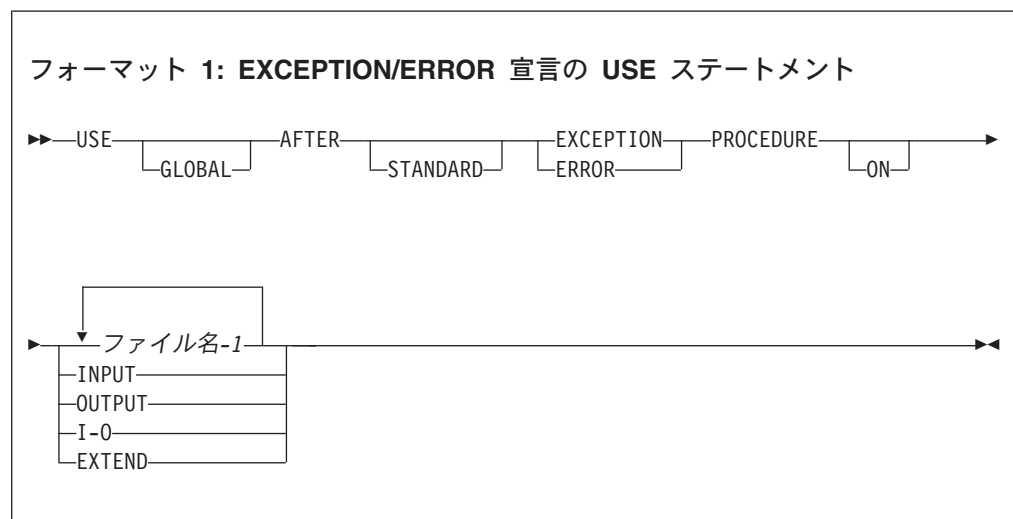 フォーマット 1: EXCEPTION/ERROR 宣言の USE ステートメント
USE AFTER EXCEPTION PROCEDURE
GLOBAL STANDARD ERROR ON
ファイル名-1
INPUT
OUTPUT
I-O
EXTEND